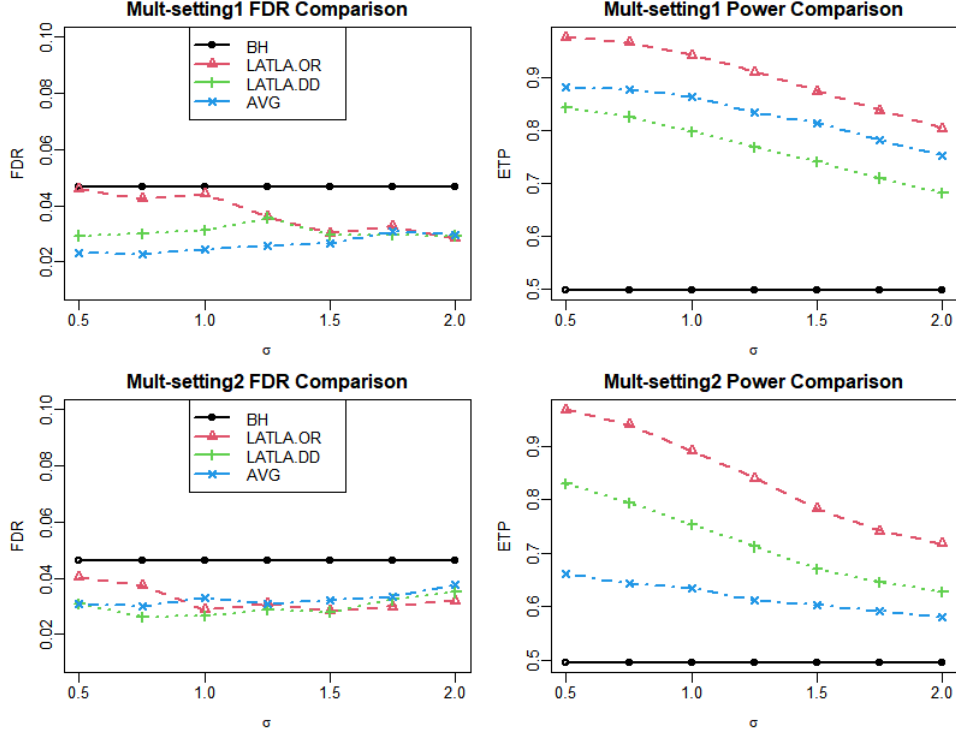 Mult-setting1 FDR Comparison
FDR
0.02 0.04 0.06 0.08 0.10
BH
LATLA.OR
LATLA.DD
AVG
0.5 1.0 1.5 2.0
σ
Mult-setting1 Power Comparison
ETP
0.5 0.6 0.7 0.8 0.9
0.5 1.0 1.5 2.0
σ
Mult-setting2 FDR Comparison
FDR
0.02 0.04 0.06 0.08 0.10
BH
LATLA.OR
LATLA.DD
AVG
0.5 1.0 1.5 2.0
σ
Mult-setting2 Power Comparison
ETP
0.5 0.6 0.7 0.8 0.9
0.5 1.0 1.5 2.0
σ